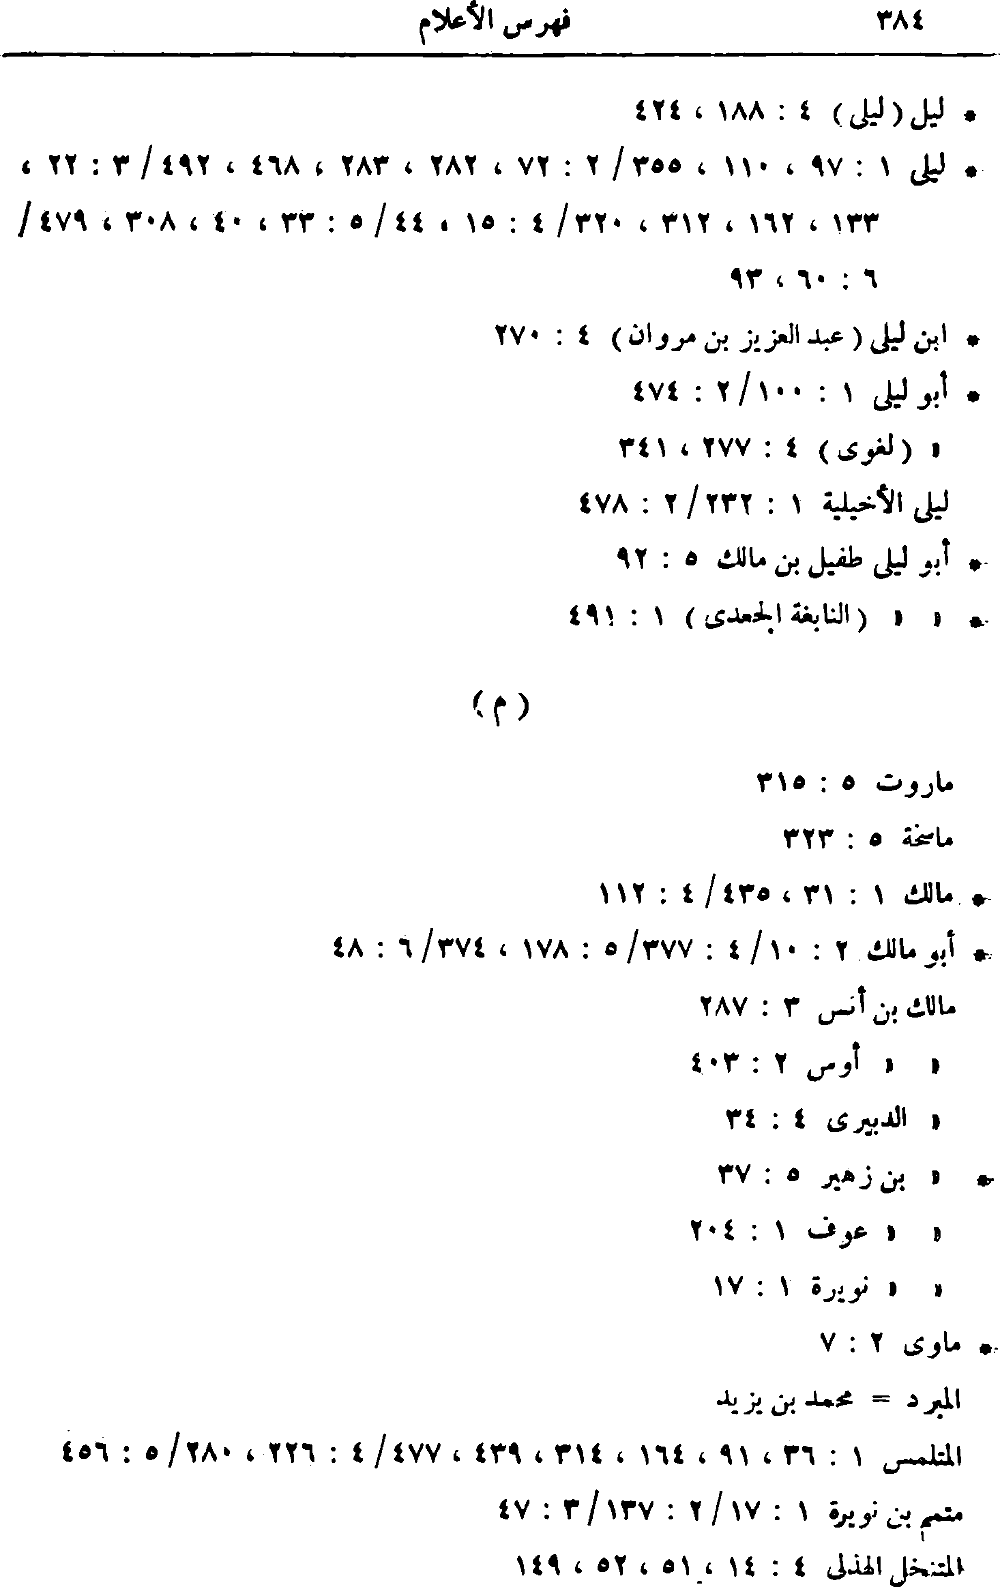 ٣٨٤ فهرس الأعلام
* ليل (ليلى) ٤ : ١٨٨ ، ٤٢٤
* ليلى ١ : ٩٧ ، ١١٠ ، ٣٥٥/ ٢ : ٧٢ ، ٢٨٢ ، ٢٨٣ ، ٤٦٨ ، ٤٩٢/ ٣ : ٢٢ ،
١٣٣ ، ١٦٢ ، ٣١٢ ، ٣٢٠/ ٤ : ١٥ ، ٤٤/ ٥ : ٣٣ ، ٤٠ ، ٣٠٨ ، ٤٧٩/
٦ : ٦٠ ، ٩٣
* ابن ليلى (عبد العزيز بن مروان) ٤ : ٢٧٠
* أبو ليلى ١ : ١٠٠/ ٢ : ٤٧٤
» (لغوى) ٤ : ٢٧٧ ، ٣٤١
ليلى الأخيلية ١ : ٢٣٢/ ٢ : ٤٧٨
* أبو ليلى طفيل بن مالك ٥ : ٩٢
* » » (النابغة الجعدى) ١ : ٤٩١
(م)
ماروت ٥ : ٣١٥
ماسخة ٥ : ٣٢٣
* مالك ١ : ٣١ ، ٤٣٥/ ٤ : ١١٢
* أبو مالك ٢ : ١٠/ ٤ : ٣٧٧/ ٥ : ١٧٨ ، ٣٧٤/ ٦ : ٤٨
مالك بن أنس ٣ : ٢٨٧
» » أوس ٢ : ٤٠٣
» الدبيرى ٤ : ٣٤
* » بن زهير ٥ : ٣٧
» » عوف ١ : ٢٠٤
» » نويرة ١ : ١٧
* ماوى ٢ : ٧
المبرد = محمد بن يزيد
المتلمس ١ : ٣٦ ، ٩١ ، ١٦٤ ، ٣١٤ ، ٤٣٩ ، ٤٧٧/ ٤ : ٢٢٦ ، ٢٨٠/ ٥ : ٤٥٦
متمم بن نويرة ١ : ١٧/ ٢ : ١٣٧/ ٣ : ٤٧
المتنخل الهذلى ٤ : ١٤ ، ٥١ ، ٥٢ ، ١٤٩